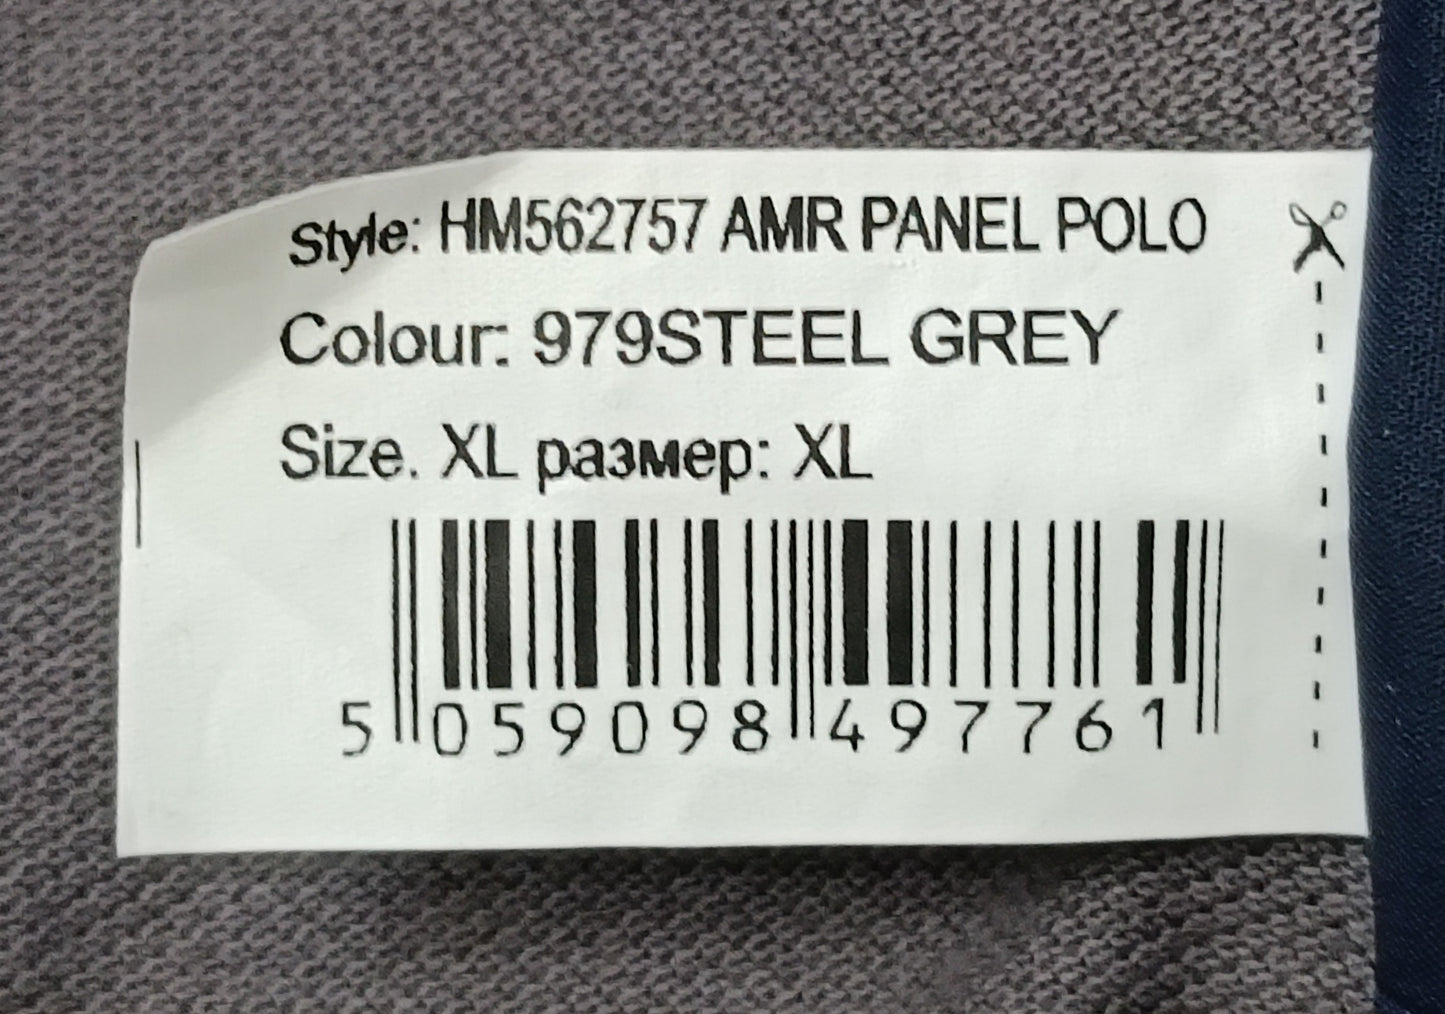 Style: HM562757 AMR PANEL POLO
Colour: 979STEEL GREY
Size. XL размер: XL
5 059098 497761